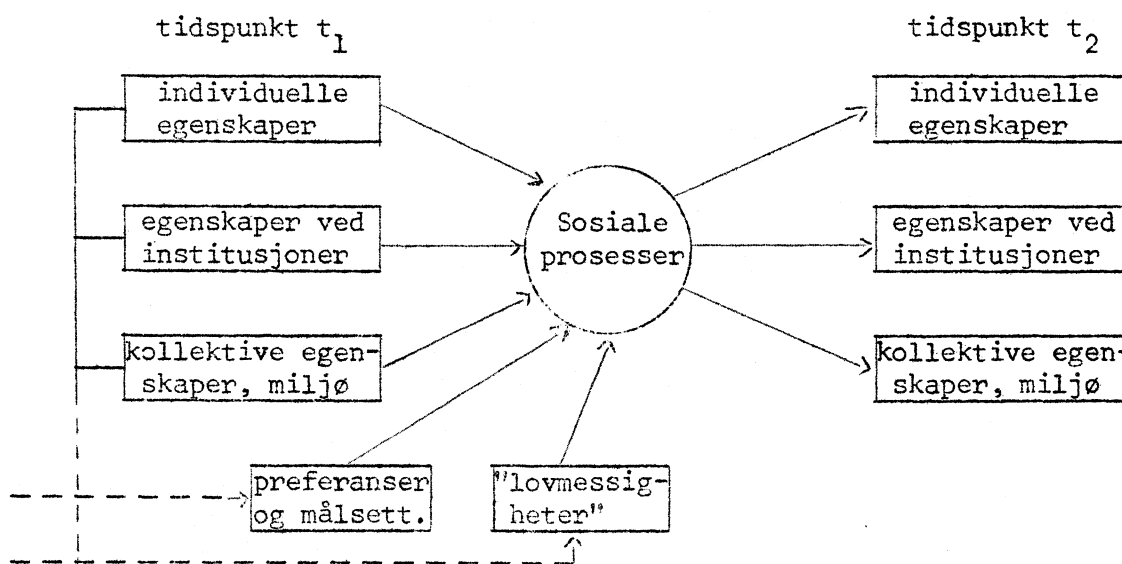 tidspunkt t1
tidspunkt t2
individuelle
egenskaper
individuelle
egenskaper
egenskaper ved
institusjoner
Sosiale
prosesser
egenskaper ved
institusjoner
kollektive egen-
skaper, miljø
kollektive egen-
skaper, miljø
preferanser
og målsett.
"lovmessig-
heter"